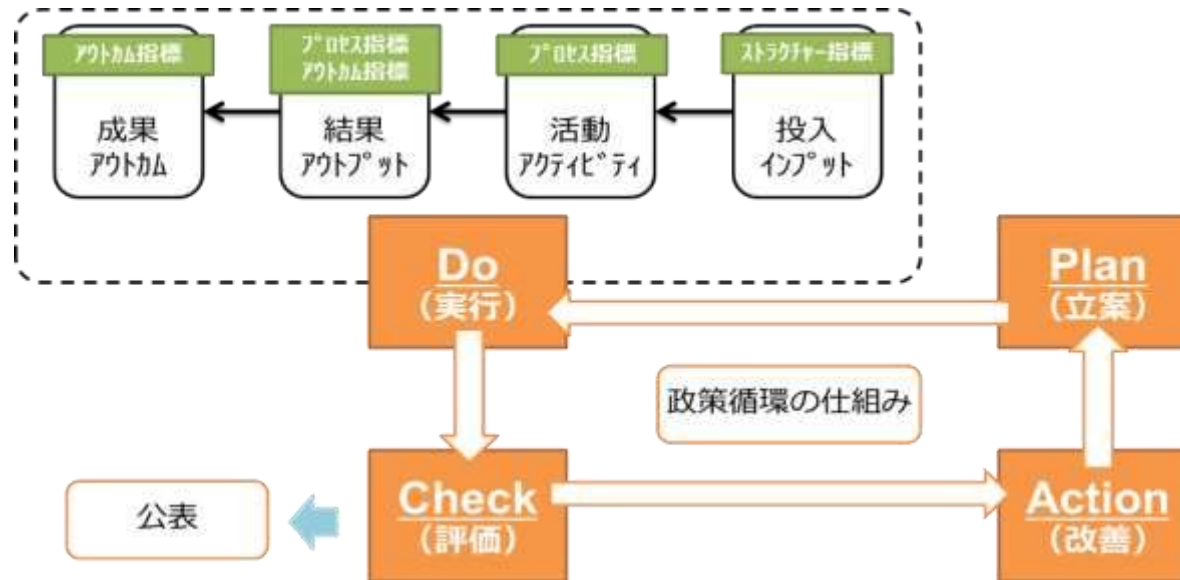 ｱｳﾄｶﾑ指標
ﾌﾟﾛｾｽ指標
ｱｳﾄｶﾑ指標
ﾌﾟﾛｾｽ指標
ｽﾄﾗｸﾁｬｰ指標
成果
ｱｳﾄｶﾑ
結果
ｱｳﾄﾌﾟｯﾄ
活動
ｱｸﾃｨﾋﾞﾃｨ
投入
ｲﾝﾌﾟｯﾄ
Do
(実行)
Plan
(立案)
政策循環の仕組み
公表
Check
(評価)
Action
(改善)